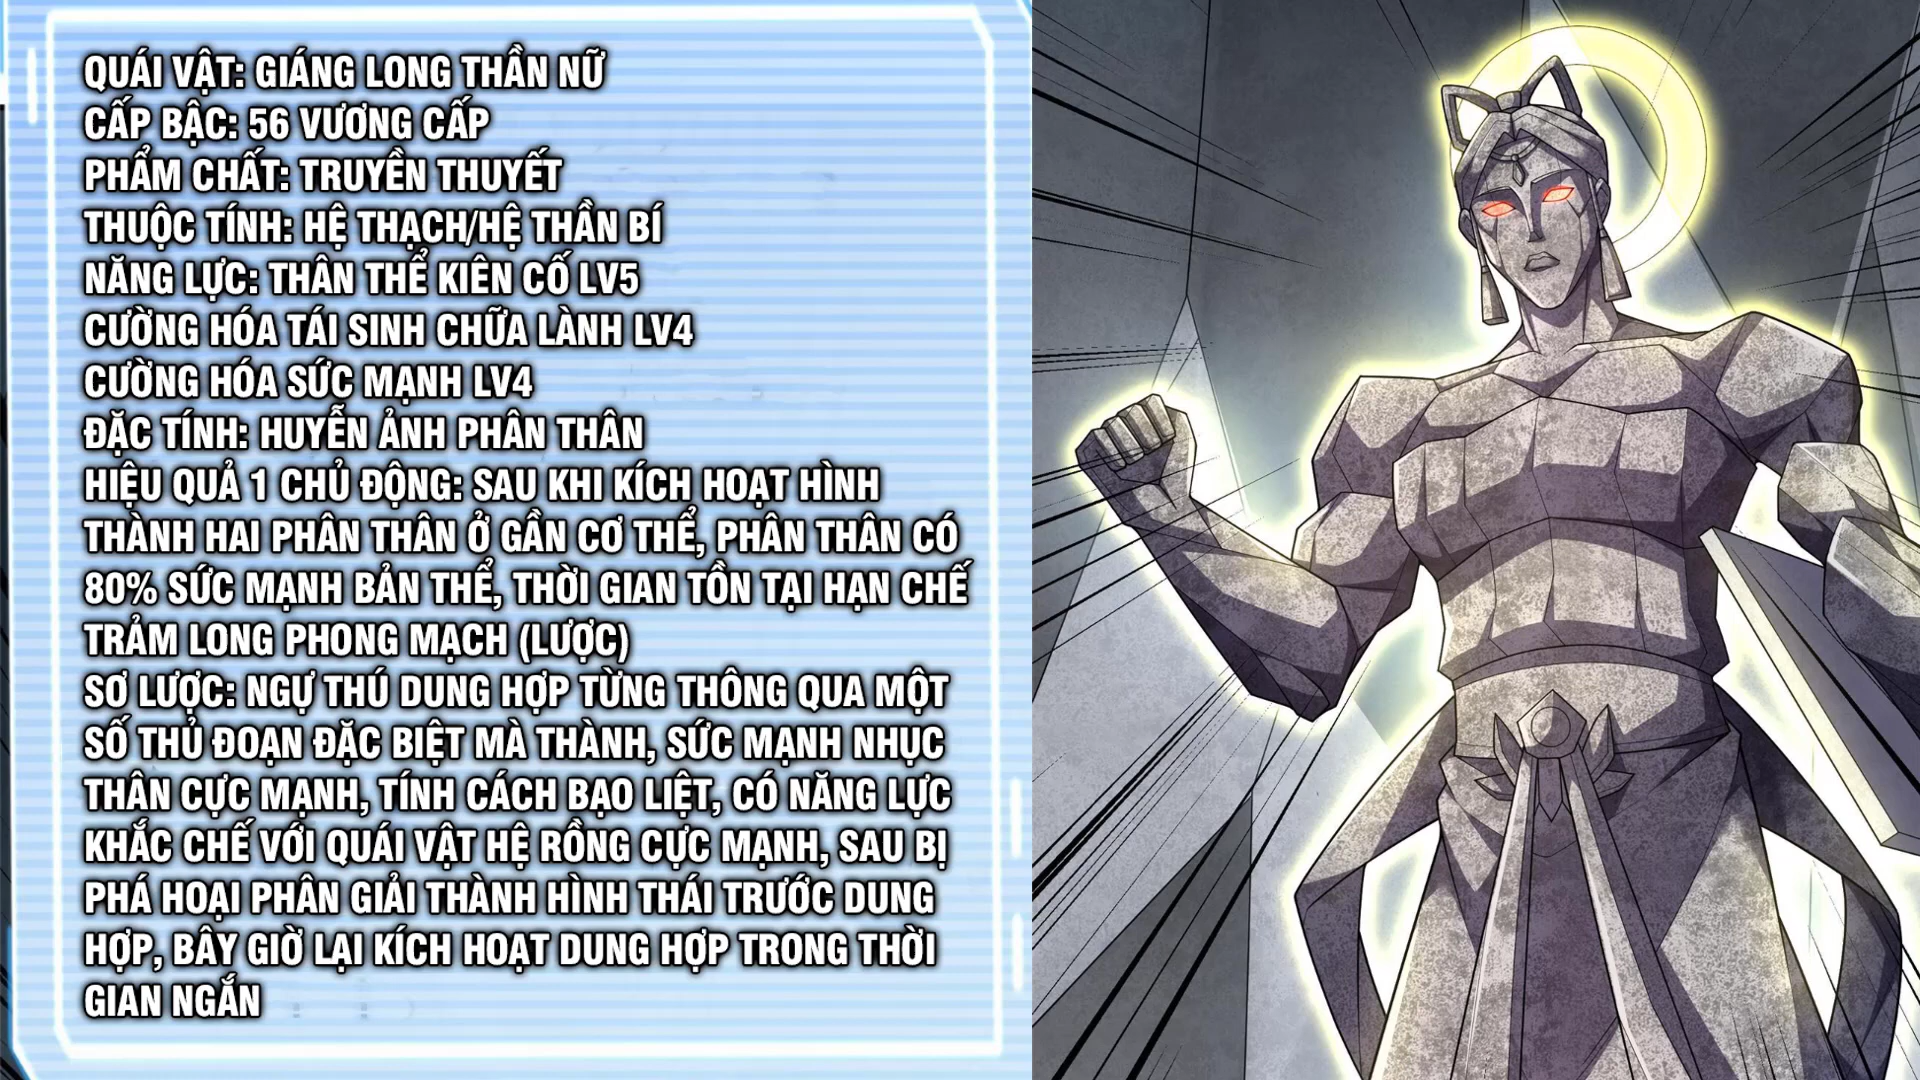 QUÁI VẬT: GIÁNG LONG THẦN NỮ
CẤP BẬC: 56 VƯƠNG CẤP
PHẨM CHẤT: TRUYỀN THUYẾT
THUỘC TÍNH: HỆ THẠCH/HỆ THẦN BÍ
NĂNG LỰC: THÂN THỂ KIÊN CỐ LV5
CƯỜNG HÓA TÁI SINH CHỮA LÀNH LV4
CƯỜNG HÓA SỨC MẠNH LV4
ĐẶC TÍNH: HUYỄN ẢNH PHÂN THÂN
HIỆU QUẢ 1 CHỦ ĐỘNG: SAU KHI KÍCH HOẠT HÌNH
THÀNH HAI PHÂN THÂN Ở GẦN CƠ THỂ, PHÂN THÂN CÓ
80% SỨC MẠNH BẢN THỂ, THỜI GIAN TỒN TẠI HẠN CHẾ
TRẢM LONG PHONG MẠCH (LƯỢC)
SƠ LƯỢC: NGỰ THÚ DUNG HỢP TỪNG THÔNG QUA MỘT
SỐ THỦ ĐOẠN ĐẶC BIỆT MÀ THÀNH, SỨC MẠNH NHỤC
THÂN CỰC MẠNH, TÍNH CÁCH BẠO LIỆT, CÓ NĂNG LỰC
KHẮC CHẾ VỚI QUÁI VẬT HỆ RỒNG CỰC MẠNH, SAU BỊ
PHÁ HOẠI PHÂN GIẢI THÀNH HÌNH THÁI TRƯỚC DUNG
HỢP, BÂY GIỜ LẠI KÍCH HOẠT DUNG HỢP TRONG THỜI
GIAN NGẮN